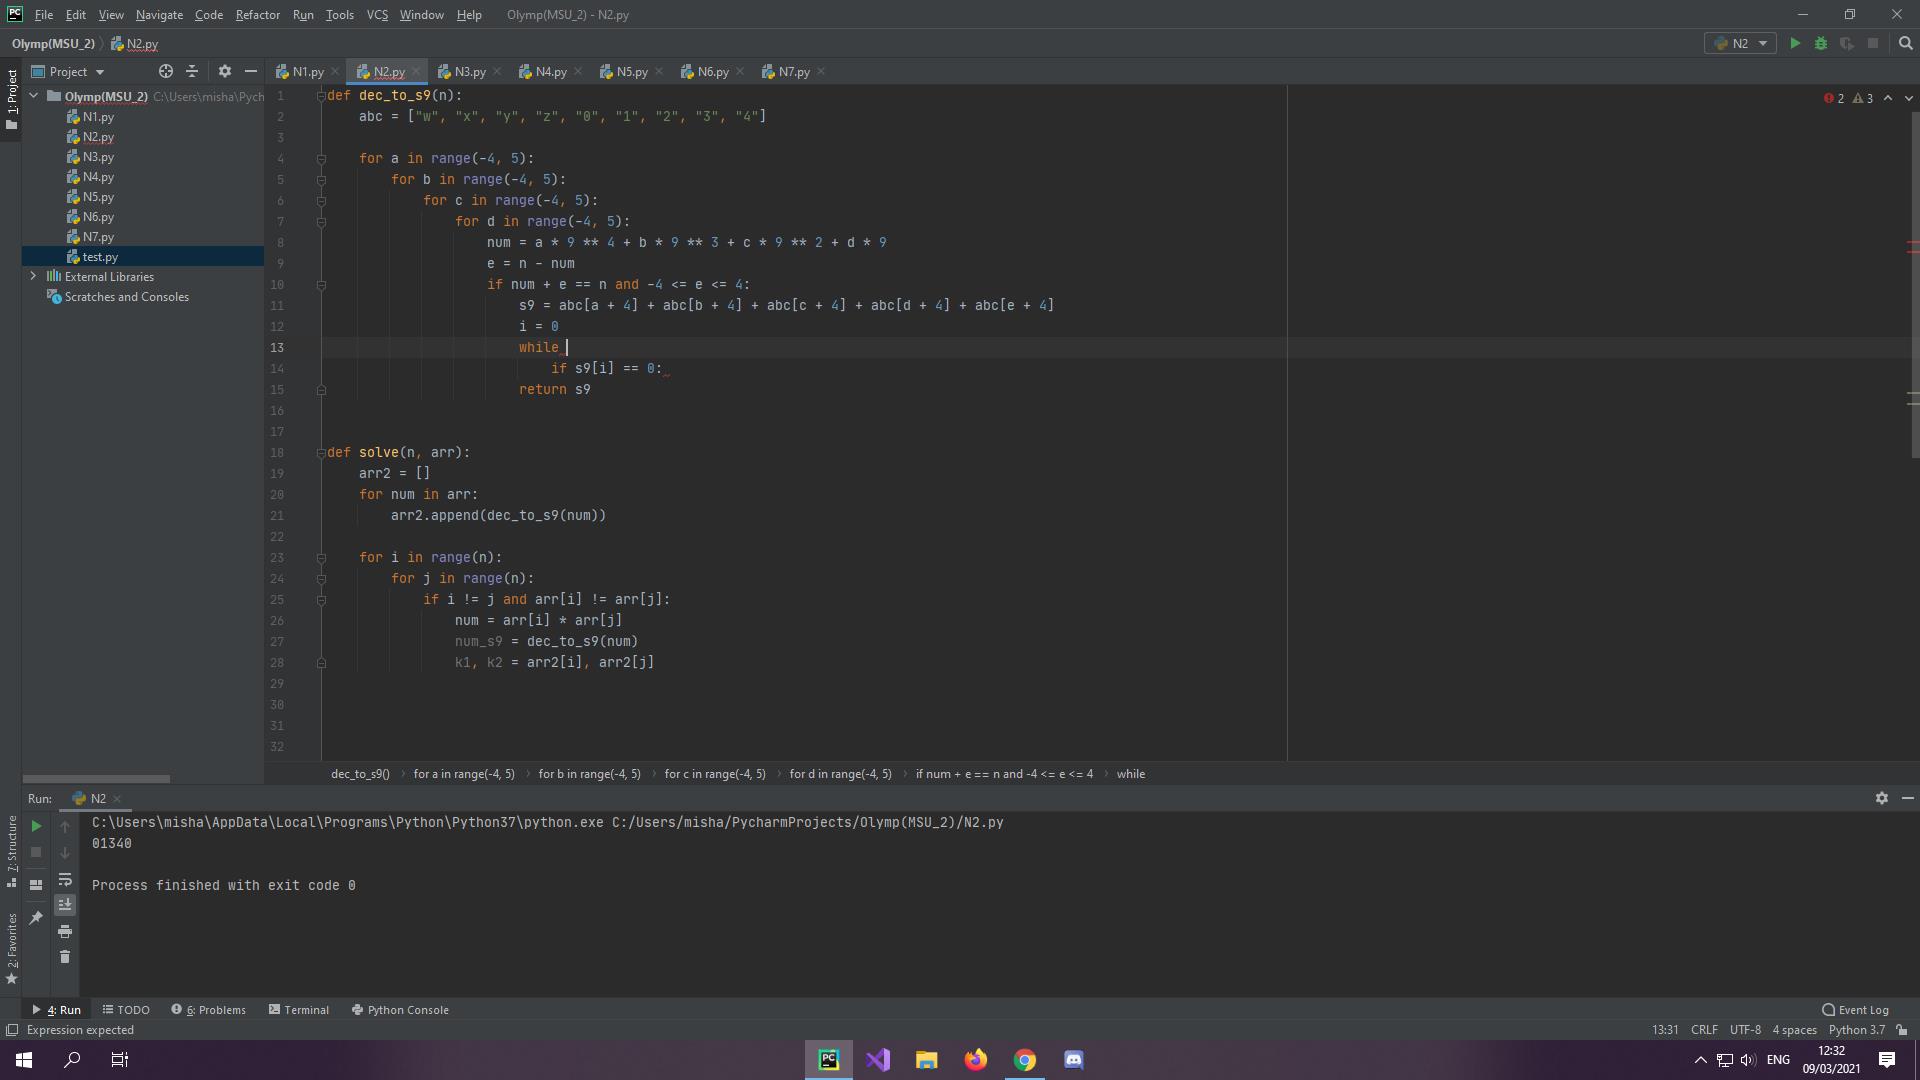 File Edit View Navigate Code Refactor Run Tools VCS Window Help Olymp(MSU_2) - N2.py
Olymp(MSU_2) N2.py N2
1: Project
Project N1.py N2.py N3.py N4.py N5.py N6.py N7.py
Olymp(MSU_2) C:\Users\misha\Pych
N1.py
N2.py
N3.py
N4.py
N5.py
N6.py
N7.py
test.py
External Libraries
Scratches and Consoles
2 3
1 def dec_to_s9(n):
2 abc = ["w", "x", "y", "z", "0", "1", "2", "3", "4"]
3
4 for a in range(-4, 5):
5 for b in range(-4, 5):
6 for c in range(-4, 5):
7 for d in range(-4, 5):
8 num = a * 9 ** 4 + b * 9 ** 3 + c * 9 ** 2 + d * 9
9 e = n - num
10 if num + e == n and -4 <= e <= 4:
11 s9 = abc[a + 4] + abc[b + 4] + abc[c + 4] + abc[d + 4] + abc[e + 4]
12 i = 0
13 while
14 if s9[i] == 0:
15 return s9
16
17
18 def solve(n, arr):
19 arr2 = []
20 for num in arr:
21 arr2.append(dec_to_s9(num))
22
23 for i in range(n):
24 for j in range(n):
25 if i != j and arr[i] != arr[j]:
26 num = arr[i] * arr[j]
27 num_s9 = dec_to_s9(num)
28 k1, k2 = arr2[i], arr2[j]
29
30
31
32
dec_to_s9() for a in range(-4, 5) for b in range(-4, 5) for c in range(-4, 5) for d in range(-4, 5) if num + e == n and -4 <= e <= 4 while
Run: N2
C:\Users\misha\AppData\Local\Programs\Python\Python37\python.exe C:/Users/misha/PycharmProjects/Olymp(MSU_2)/N2.py
01340
Process finished with exit code 0
7: Structure
2: Favorites
4: Run TODO 6: Problems Terminal Python Console Event Log
Expression expected 13:31 CRLF UTF-8 4 spaces Python 3.7
PC
ENG
12:32
09/03/2021